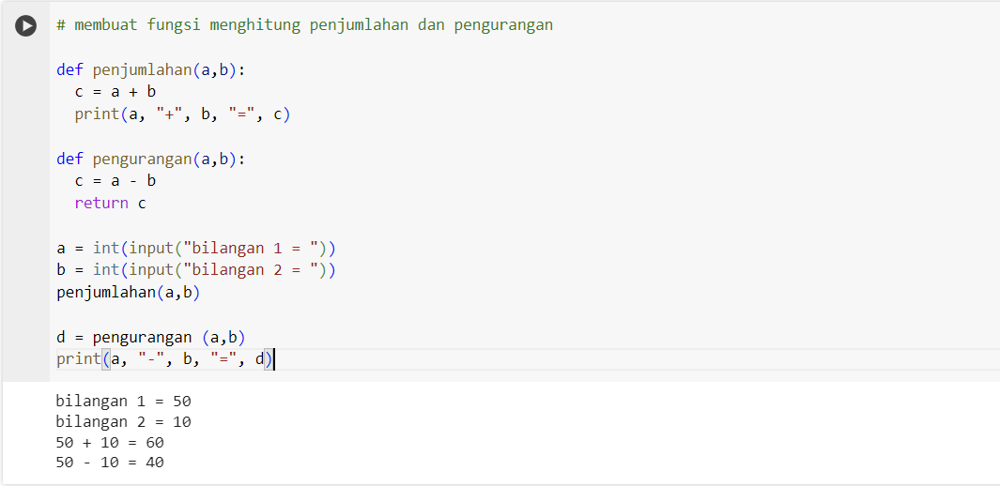 # membuat fungsi menghitung penjumlahan dan pengurangan
def penjumlahan(a,b):
  c = a + b
  print(a, "+", b, "=", c)
def pengurangan(a,b):
  c = a - b
  return c
a = int(input("bilangan 1 = "))
b = int(input("bilangan 2 = "))
penjumlahan(a,b)
d = pengurangan (a,b)
print(a, "-", b, "=", d)
bilangan 1 = 50
bilangan 2 = 10
50 + 10 = 60
50 - 10 = 40